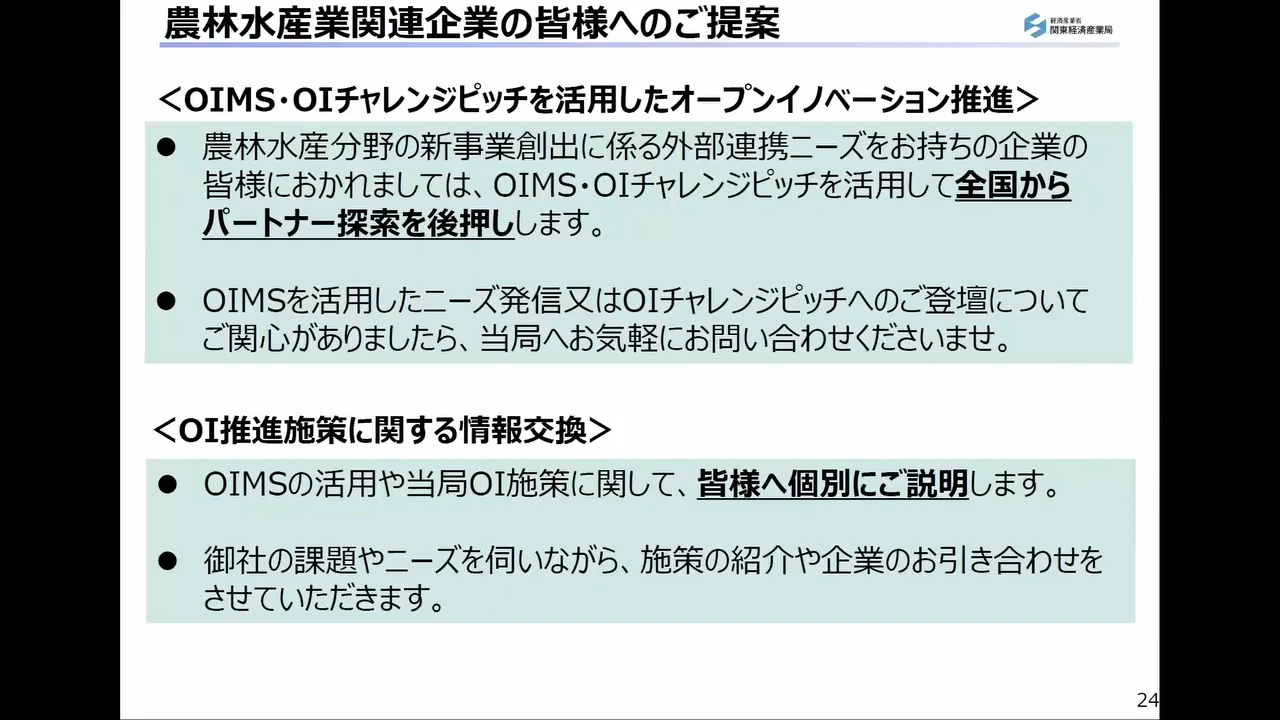 農林水産業関連企業の皆様へのご提案
経済産業省
関東経済産業局
＜OIMS・OIチャレンジピッチを活用したオープンイノベーション推進＞
● 農林水産分野の新事業創出に係る外部連携ニーズをお持ちの企業の
皆様におかれましては、OIMS・OIチャレンジピッチを活用して全国から
パートナー探索を後押しします。
● OIMSを活用したニーズ発信又はOIチャレンジピッチへのご登壇について
ご関心がありましたら、当局へお気軽にお問い合わせくださいませ。
＜OI推進施策に関する情報交換＞
● OIMSの活用や当局OI施策に関して、皆様へ個別にご説明します。
● 御社の課題やニーズを伺いながら、施策の紹介や企業のお引き合わせを
させていただきます。
24